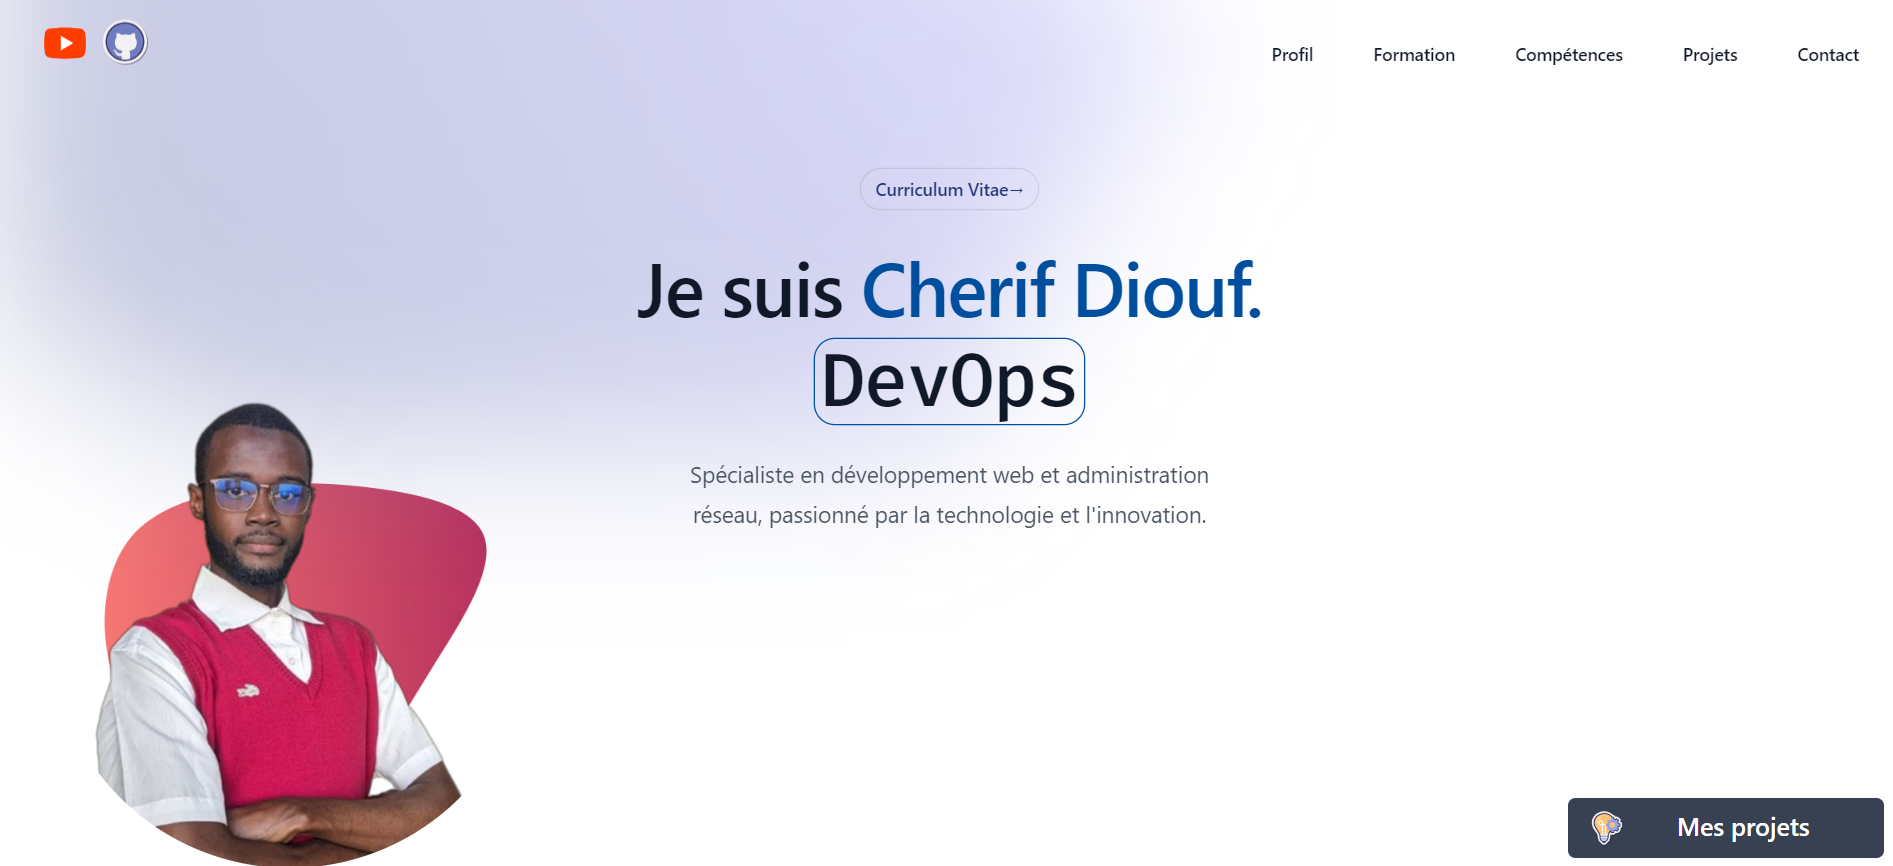 Profil
Formation
Compétences
Projets
Contact
Curriculum Vitae→
Je suis Cherif Diouf.
DevOps
Spécialiste en développement web et administration
réseau, passionné par la technologie et l'innovation.
Mes projets